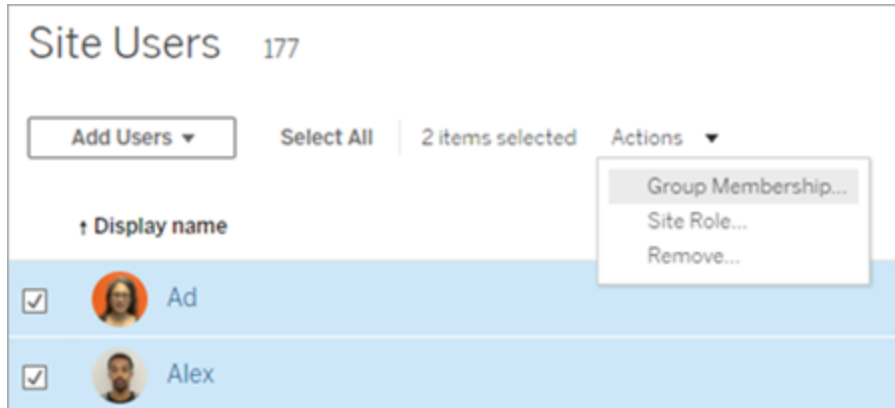 Site Users 177
Add Users Select All 2 items selected Actions
Group Membership...
Site Role...
Remove...
Display name
Ad
Alex